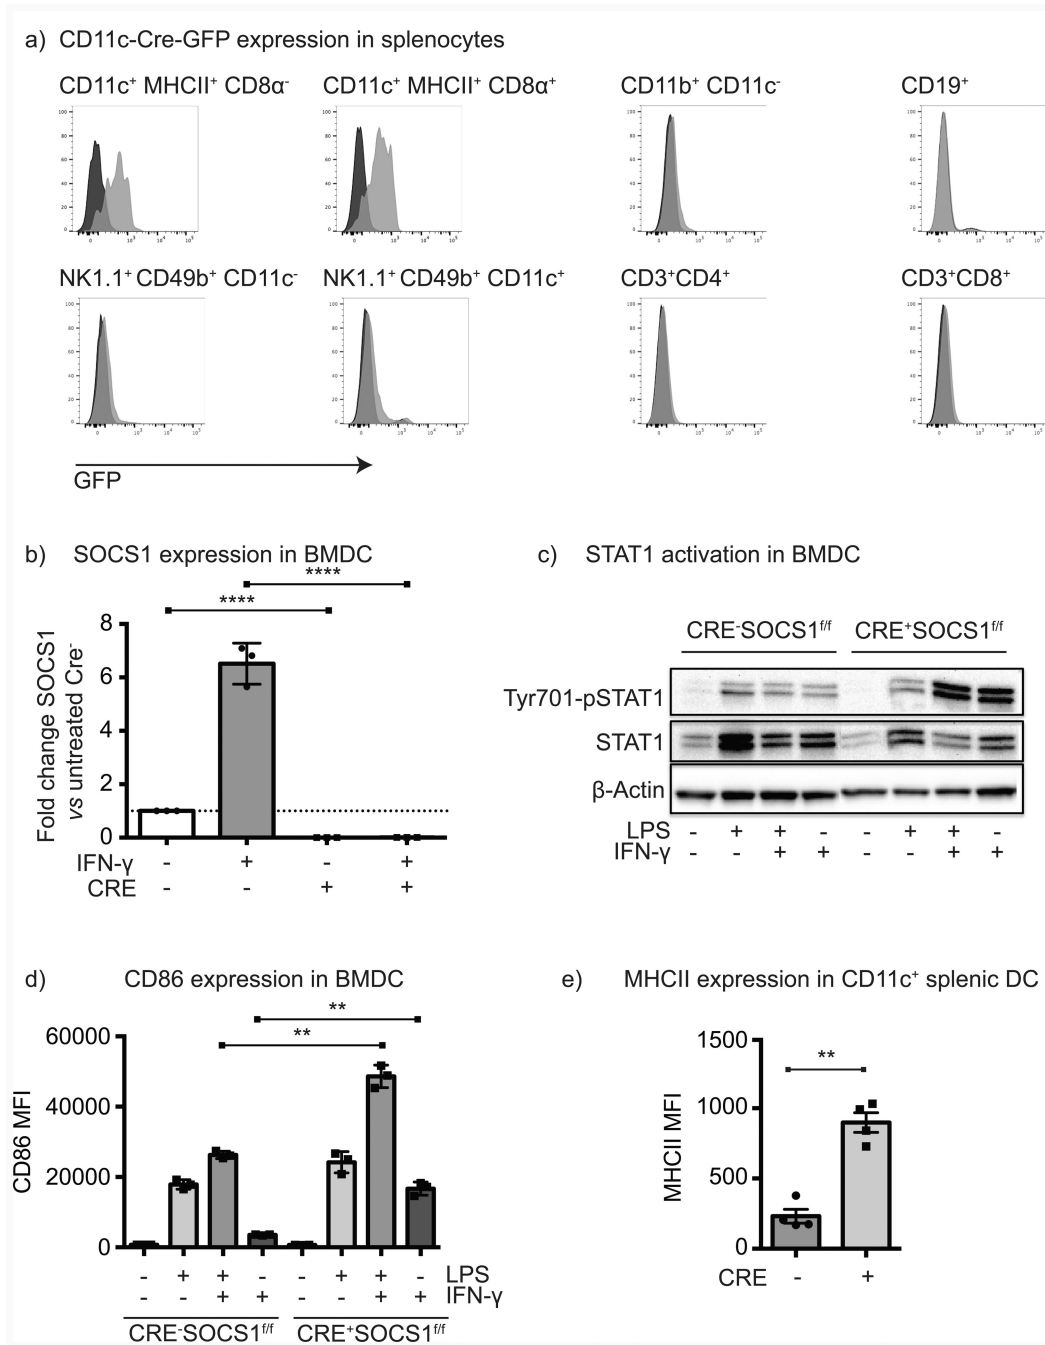 a) CD11c-Cre-GFP expression in splenocytes
CD11c⁺ MHCII⁺ CD8α⁻ CD11c⁺ MHCII⁺ CD8α⁺ CD11b⁺ CD11c⁻ CD19⁺
NK1.1⁺ CD49b⁺ CD11c⁻ NK1.1⁺ CD49b⁺ CD11c⁺ CD3⁺CD4⁺ CD3⁺CD8⁺
GFP
b) SOCS1 expression in BMDC
****
****
Fold change SOCS1
vs untreated Cre⁻
8
6
4
2
0
IFN-γ - + - +
CRE - - + +
c) STAT1 activation in BMDC
CRE⁻SOCS1ᶠ/ᶠ CRE⁺SOCS1ᶠ/ᶠ
Tyr701-pSTAT1
STAT1
β-Actin
LPS - + + - - + + -
IFN-γ - - + + - - + +
d) CD86 expression in BMDC
**
**
CD86 MFI
60000
40000
20000
0
- + + - - + + - LPS
- - + + - - + + IFN-γ
CRE⁻SOCS1ᶠ/ᶠ CRE⁺SOCS1ᶠ/ᶠ
e) MHCII expression in CD11c⁺ splenic DC
**
MHCII MFI
1500
1000
500
0
CRE - +